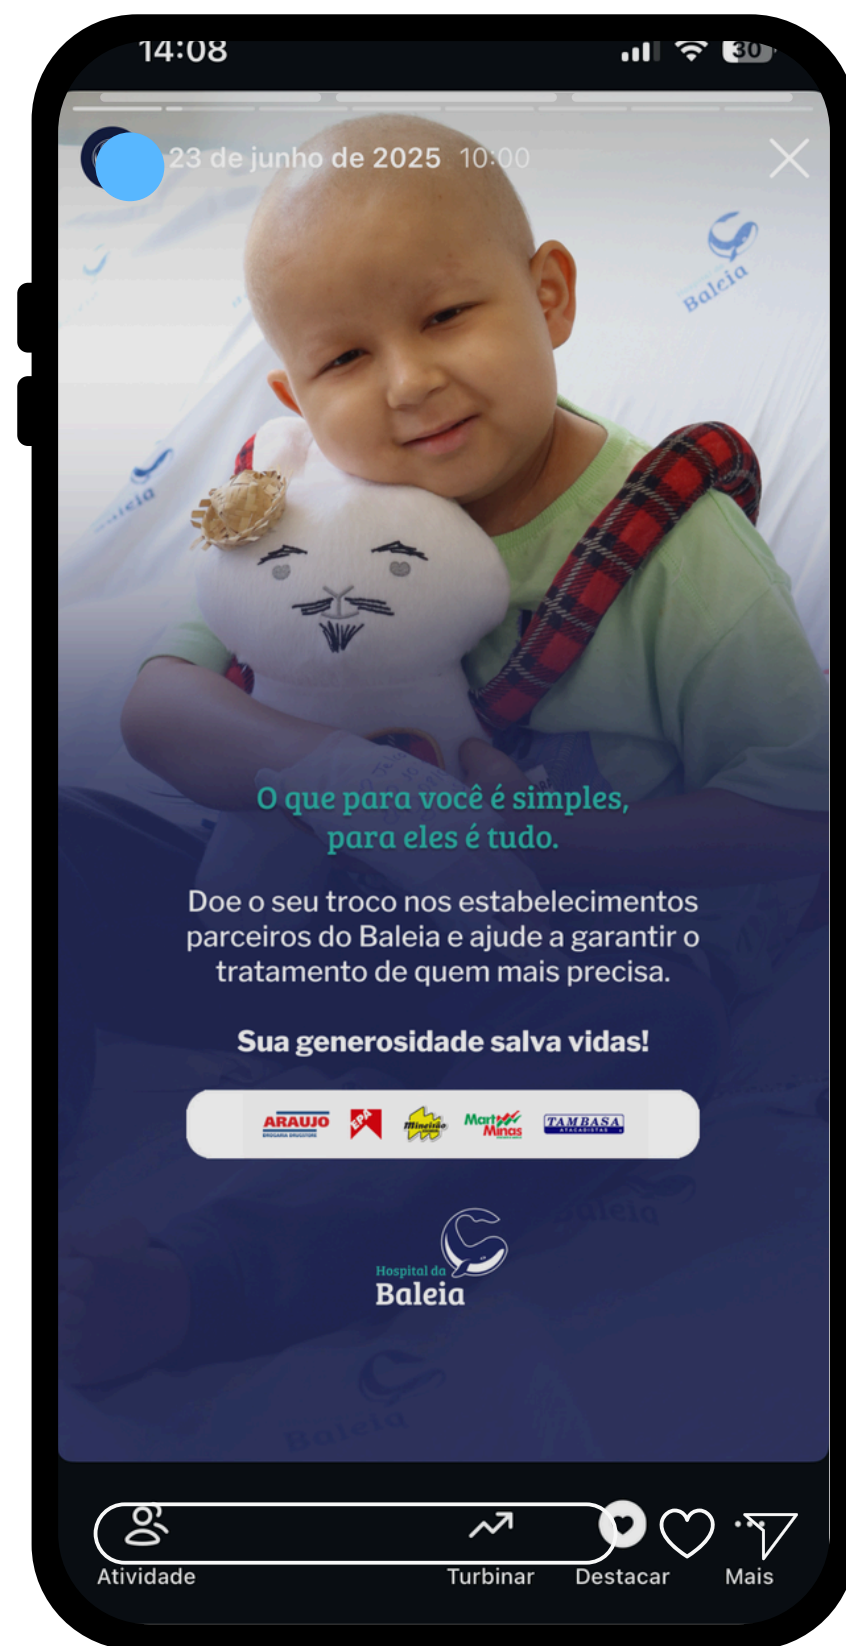 14:08
30
23 de junho de 2025 10:00
Baleia
O que para você é simples,
para eles é tudo.
Doe o seu troco nos estabelecimentos
parceiros do Baleia e ajude a garantir o
tratamento de quem mais precisa.
Sua generosidade salva vidas!
ARAUJO
EPA
Mineirão
Mart Minas
TAMBASA
ATACADISTAS
Hospital da
Baleia
Baleia
Atividade
Turbinar
Destacar
Mais